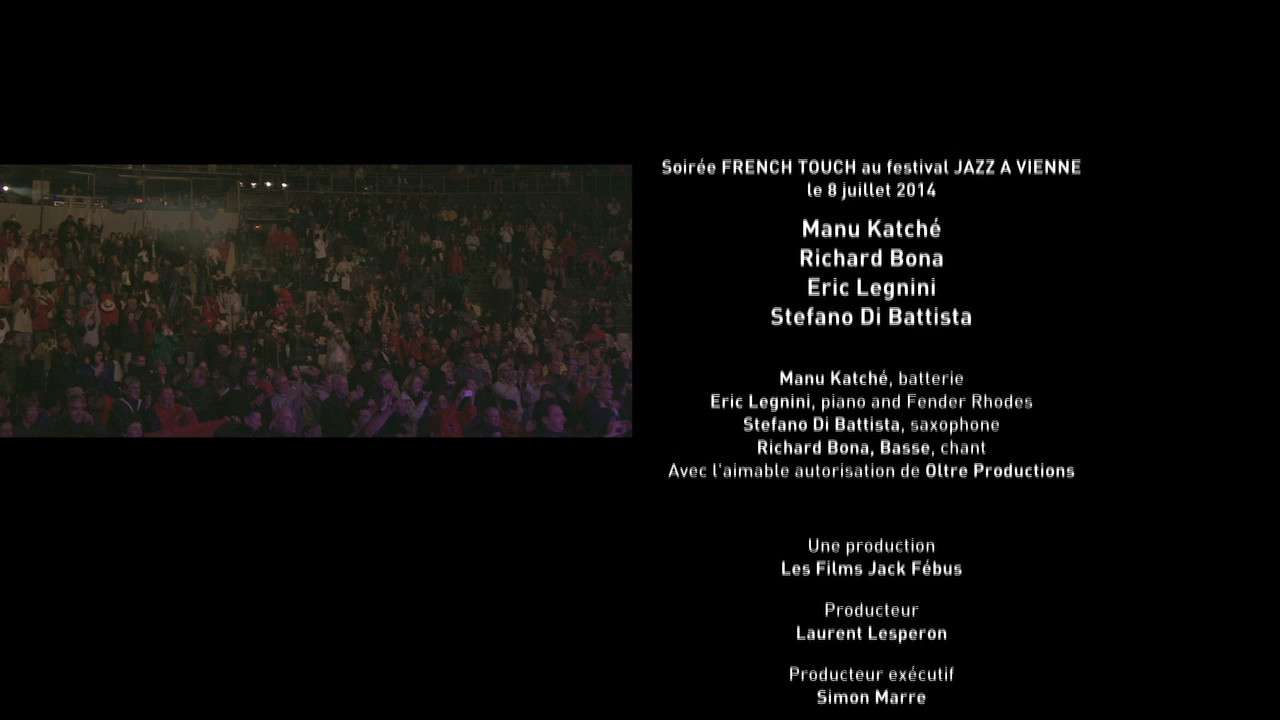 Soirée FRENCH TOUCH au festival JAZZ A VIENNE
le 8 juillet 2014
Manu Katché
Richard Bona
Eric Legnini
Stefano Di Battista
Manu Katché, batterie
Eric Legnini, piano and Fender Rhodes
Stefano Di Battista, saxophone
Richard Bona, Basse, chant
Avec l'aimable autorisation de Oltre Productions
Une production
Les Films Jack Fébus
Producteur
Laurent Lesperon
Producteur exécutif
Simon Marre